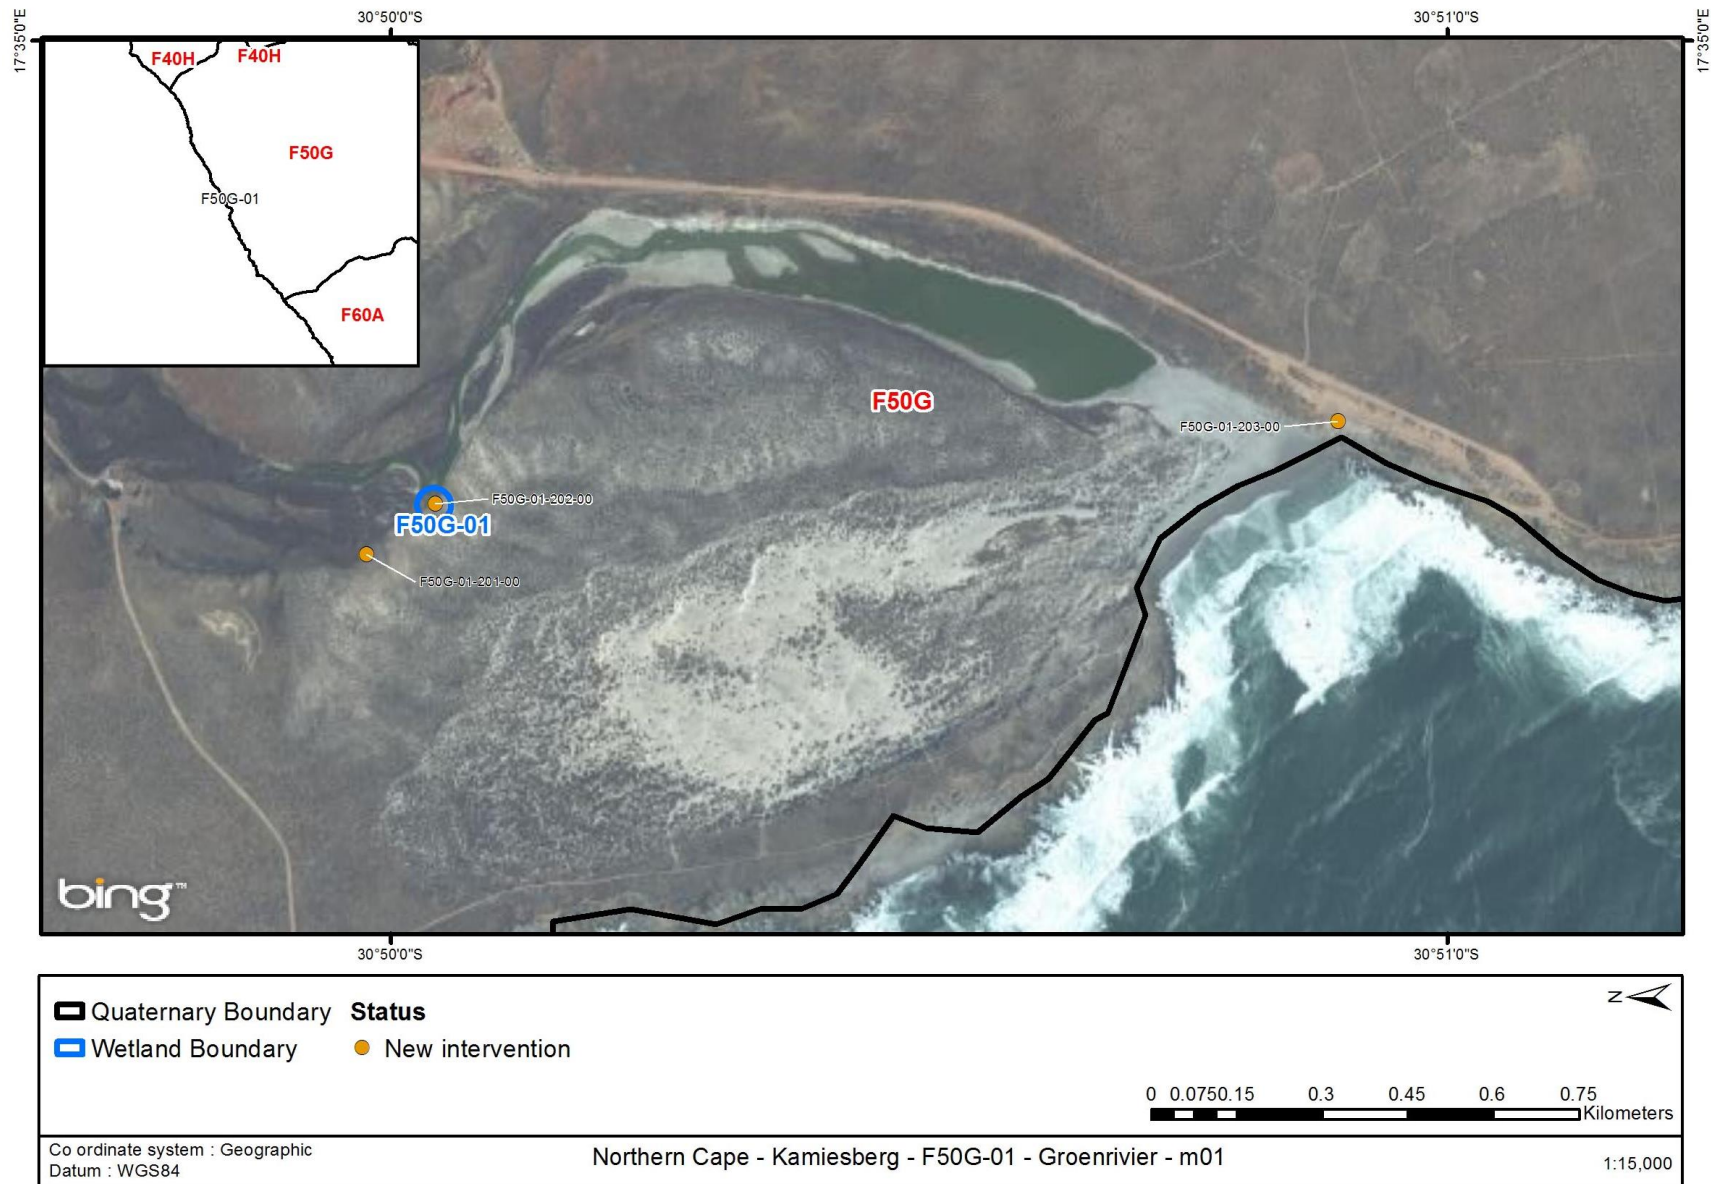 30°50'0"S
30°51'0"S
17°35'0"E
17°35'0"E
F40H
F40H
F50G
F50G-01
F60A
F50G
F50G-01-203-00
F50G-01-202-00
F50G-01
F50G-01-201-00
bing™
30°50'0"S
30°51'0"S
Quaternary Boundary
Status
Wetland Boundary
New intervention
N
0 0.075 0.15 0.3 0.45 0.6 0.75
Kilometers
Co ordinate system : Geographic
Datum : WGS84
Northern Cape - Kamiesberg - F50G-01 - Groenrivier - m01
1:15,000